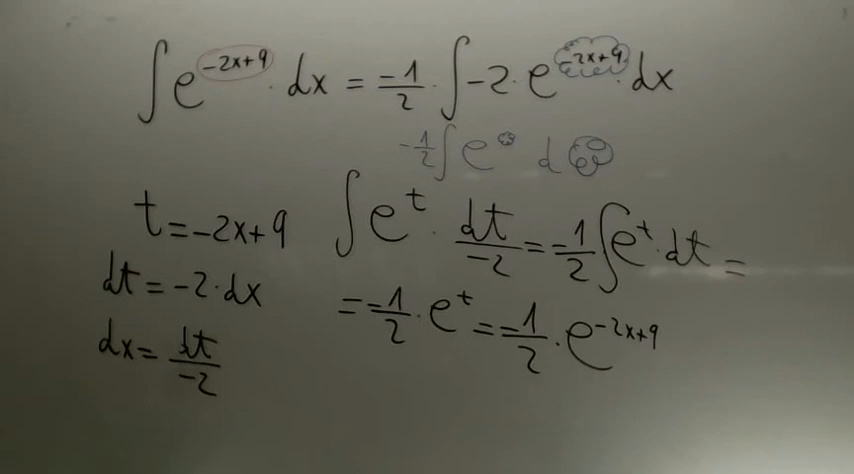 ∫ e^(-2x+9) · dx = -1/2 · ∫ -2 · e^(-2x+9) · dx
-1/2 ∫ e d
t = -2x+9
dt = -2 · dx
dx = dt/-2
∫ e^t · dt/-2 = -1/2 ∫ e^t · dt =
= -1/2 · e^t = -1/2 · e^(-2x+9)